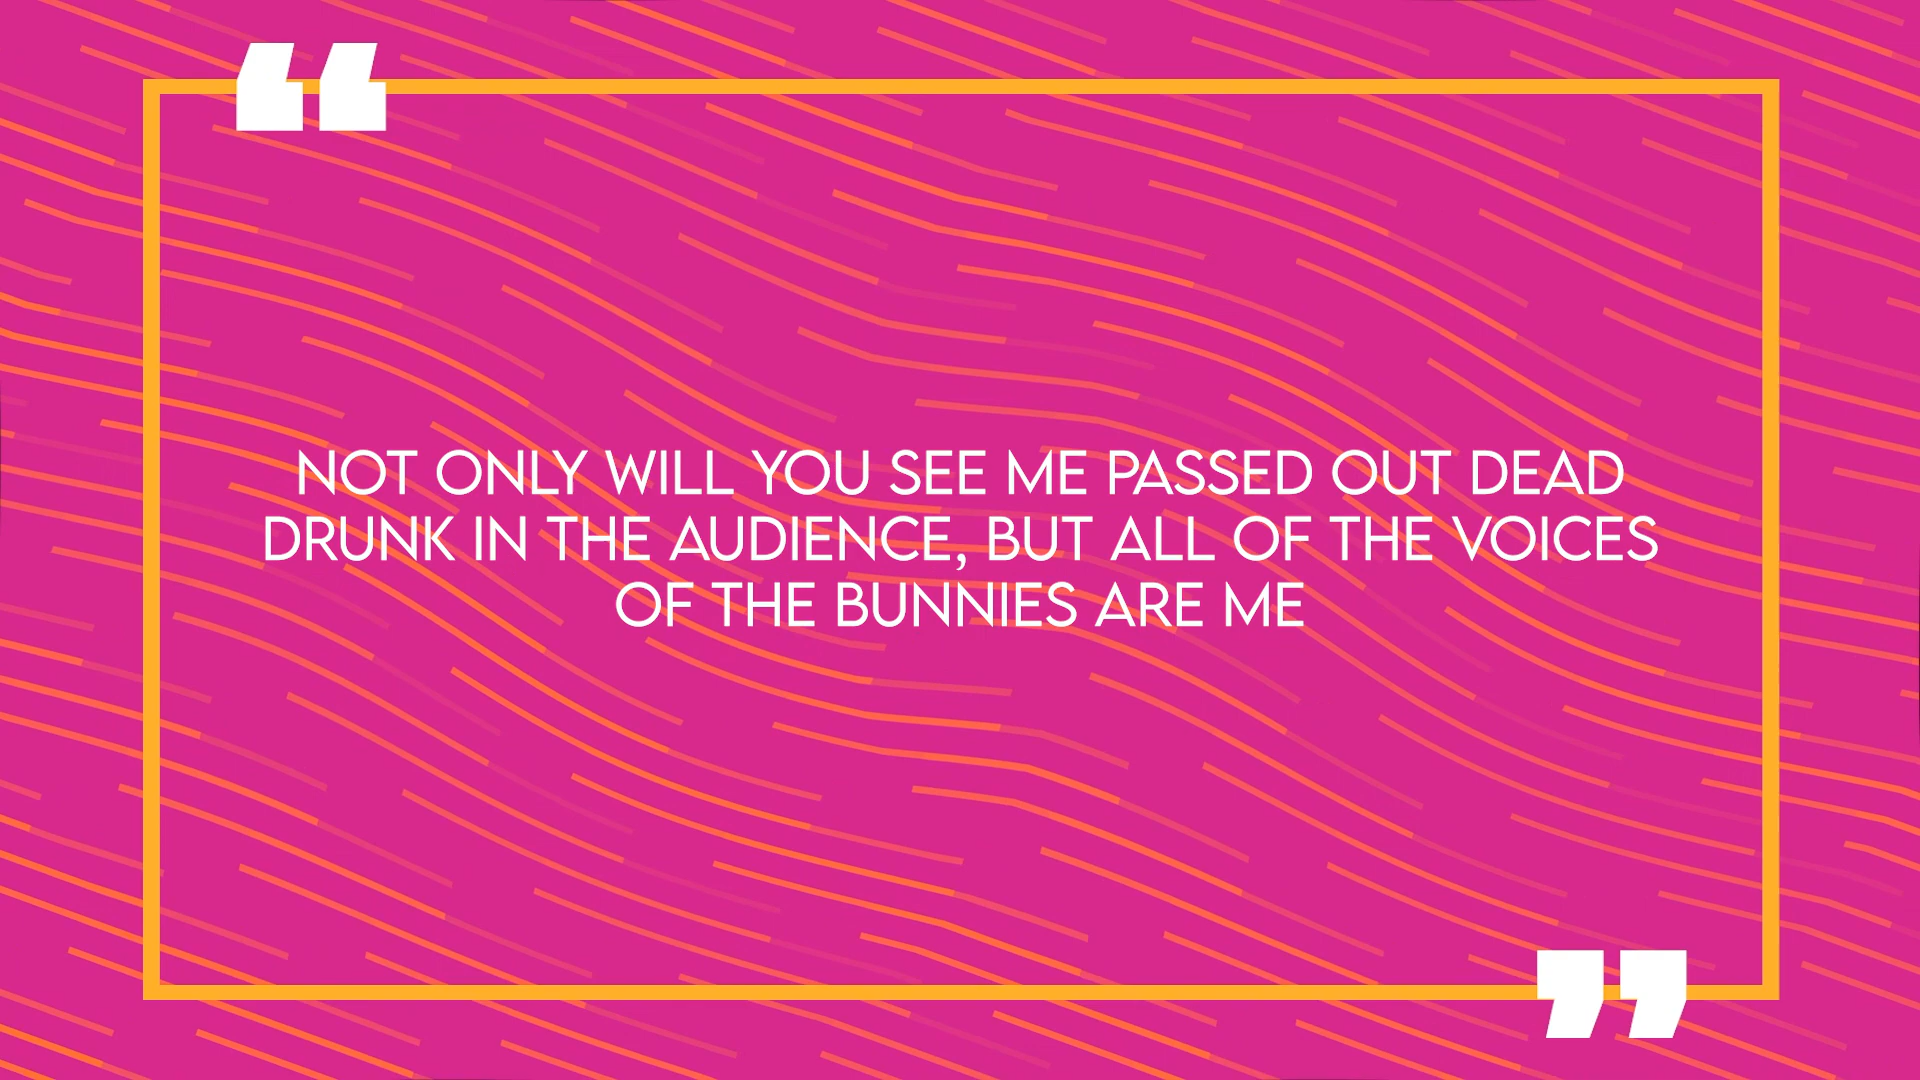 “
NOT ONLY WILL YOU SEE ME PASSED OUT DEAD
DRUNK IN THE AUDIENCE, BUT ALL OF THE VOICES
OF THE BUNNIES ARE ME
”